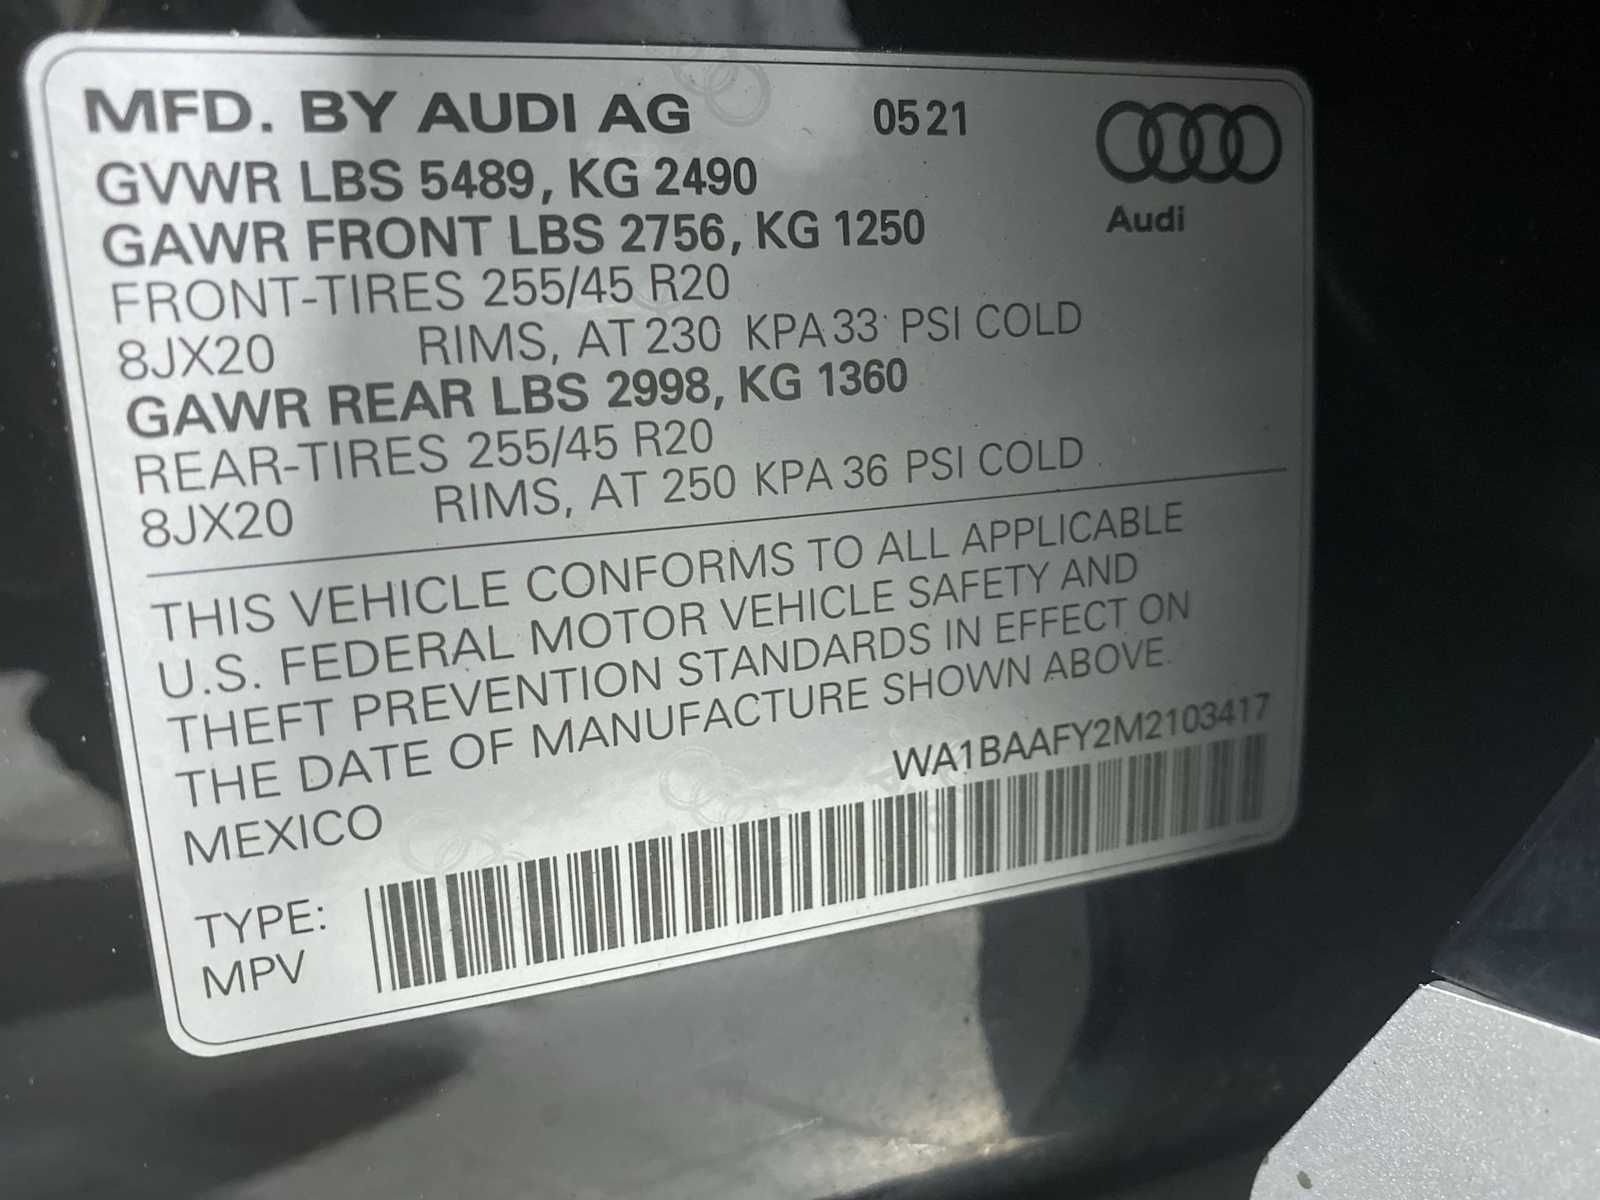 MFD. BY AUDI AG 0521
GVWR LBS 5489, KG 2490
GAWR FRONT LBS 2756, KG 1250
Audi
FRONT-TIRES 255/45 R20
8JX20 RIMS, AT 230 KPA 33 PSI COLD
GAWR REAR LBS 2998, KG 1360
REAR-TIRES 255/45 R20
8JX20 RIMS, AT 250 KPA 36 PSI COLD
THIS VEHICLE CONFORMS TO ALL APPLICABLE
U.S. FEDERAL MOTOR VEHICLE SAFETY AND
THEFT PREVENTION STANDARDS IN EFFECT ON
THE DATE OF MANUFACTURE SHOWN ABOVE.
MEXICO
WA1BAAFY2M2103417
TYPE:
MPV